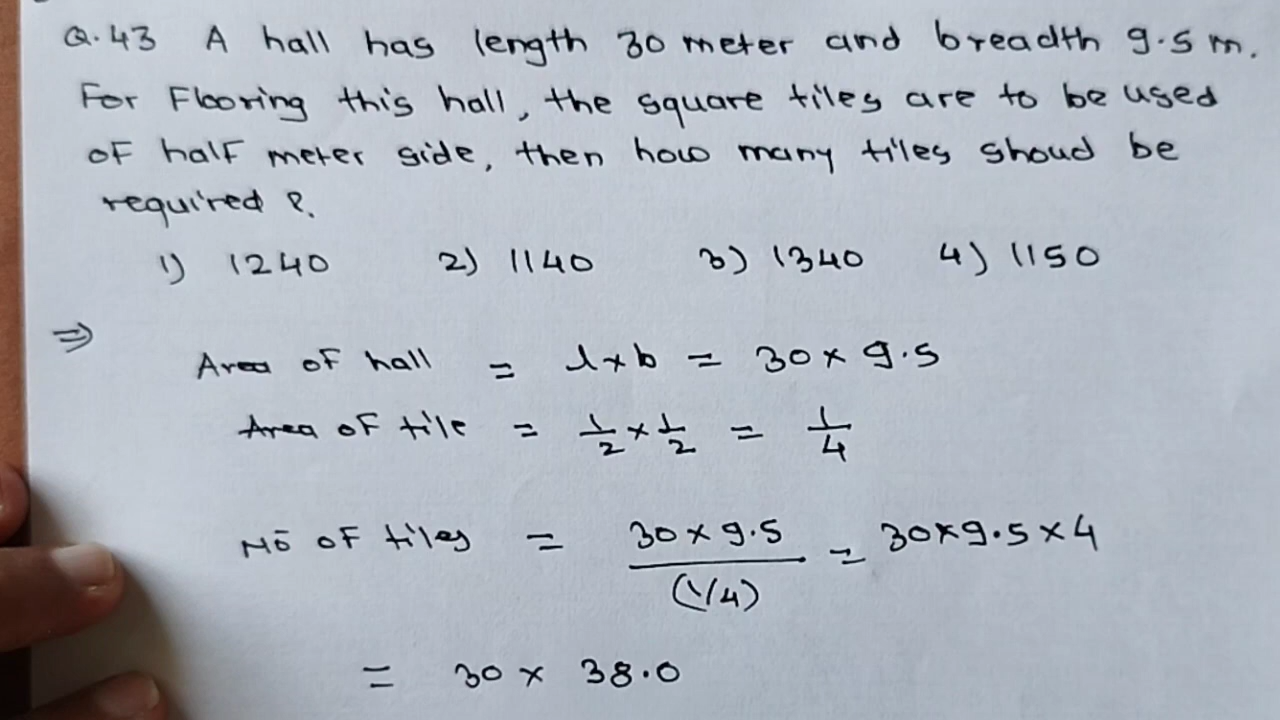 Q.43 A hall has length 30 meter and breadth 9.5 m.
For Flooring this hall, the square tiles are to be used
of half meter side, then how many tiles shoud be
required ?.
1) 1240 2) 1140 3) 1340 4) 1150
⇒
Area of hall = l×b = 30×9.5
Area of tile = 1/2 × 1/2 = 1/4
No of tiles = 30×9.5/(1/4) = 30×9.5×4
= 30 × 38.0